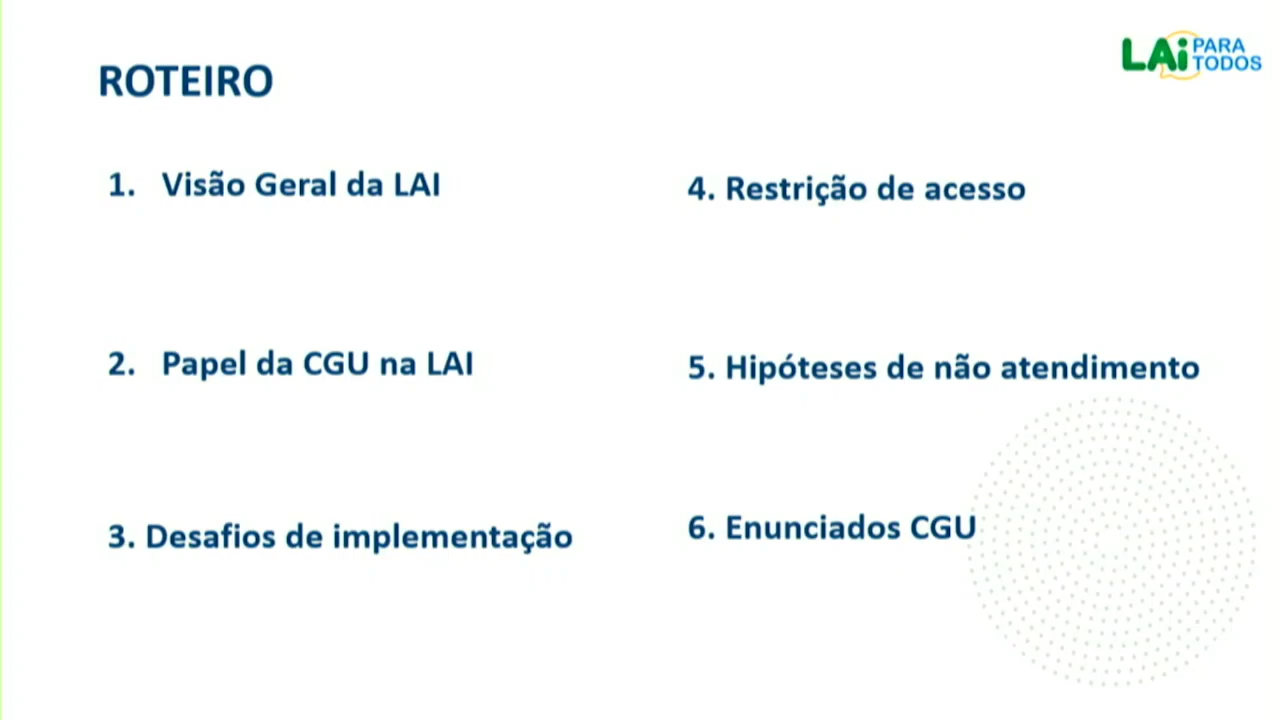 ROTEIRO
LAi PARA
TODOS
1. Visão Geral da LAI
2. Papel da CGU na LAI
3. Desafios de implementação
4. Restrição de acesso
5. Hipóteses de não atendimento
6. Enunciados CGU